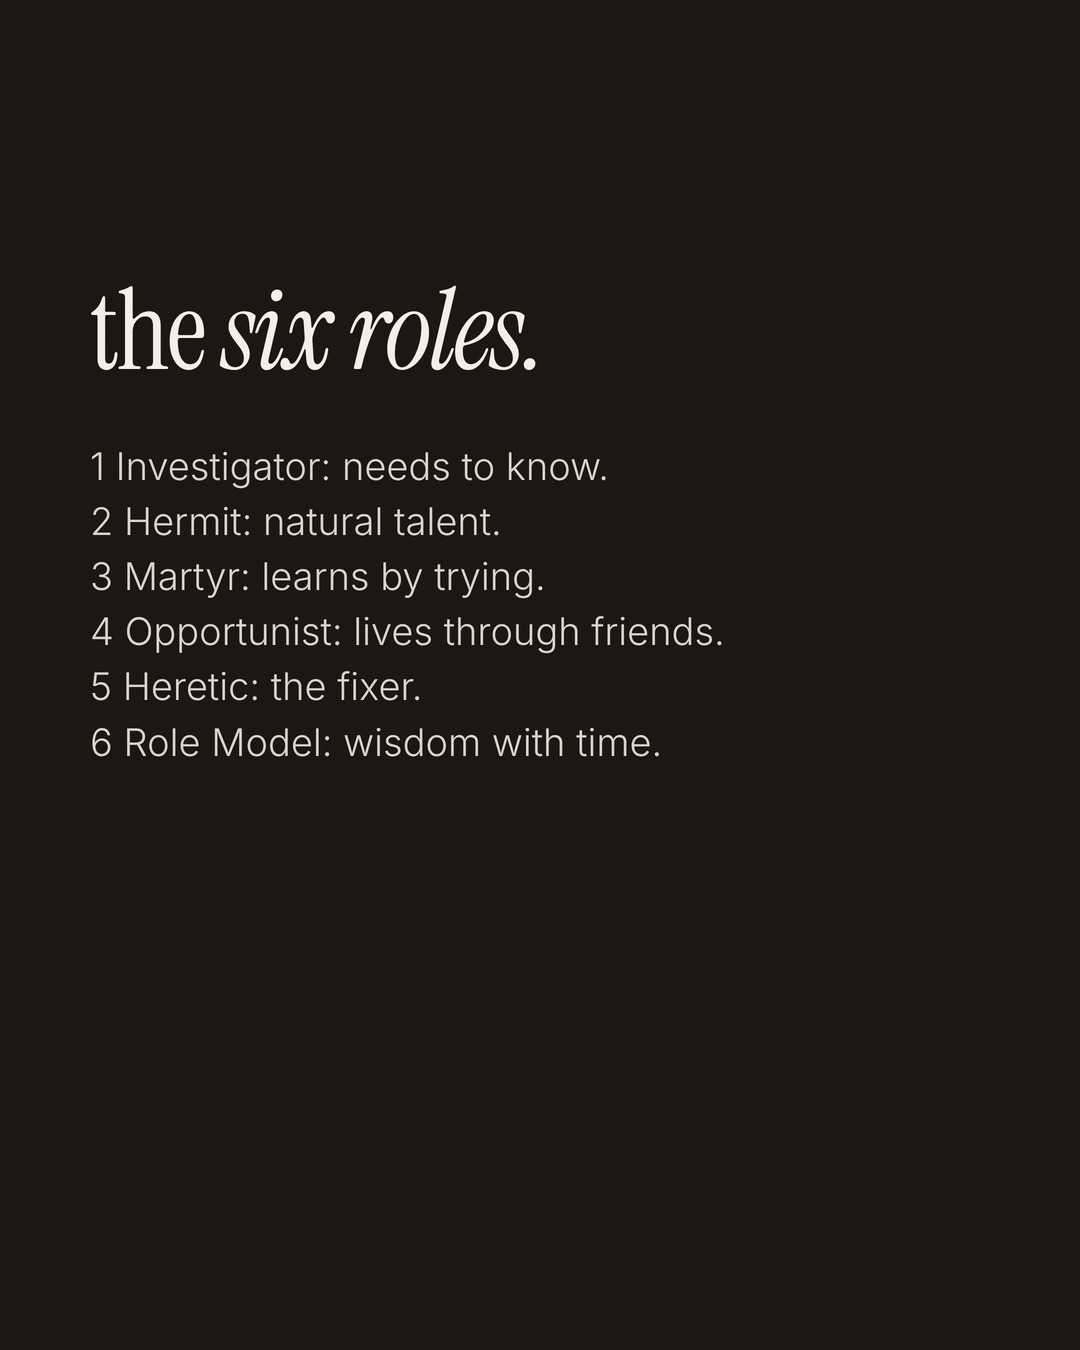 the six roles.
1 Investigator: needs to know.
2 Hermit: natural talent.
3 Martyr: learns by trying.
4 Opportunist: lives through friends.
5 Heretic: the fixer.
6 Role Model: wisdom with time.